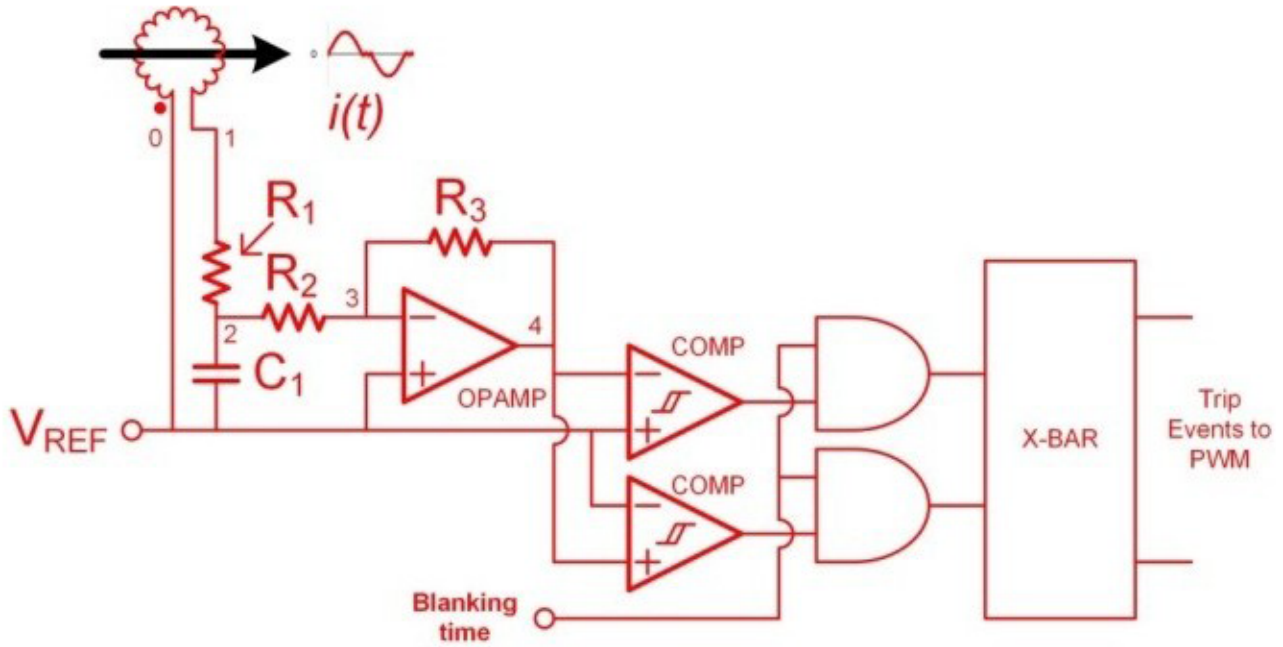 0
i(t)
0
1
R1
R3
R2
3
2
4
C1
−
+
OPAMP
COMP
−
+
VREF
COMP
−
+
X-BAR
Trip
Events to
PWM
Blanking
time